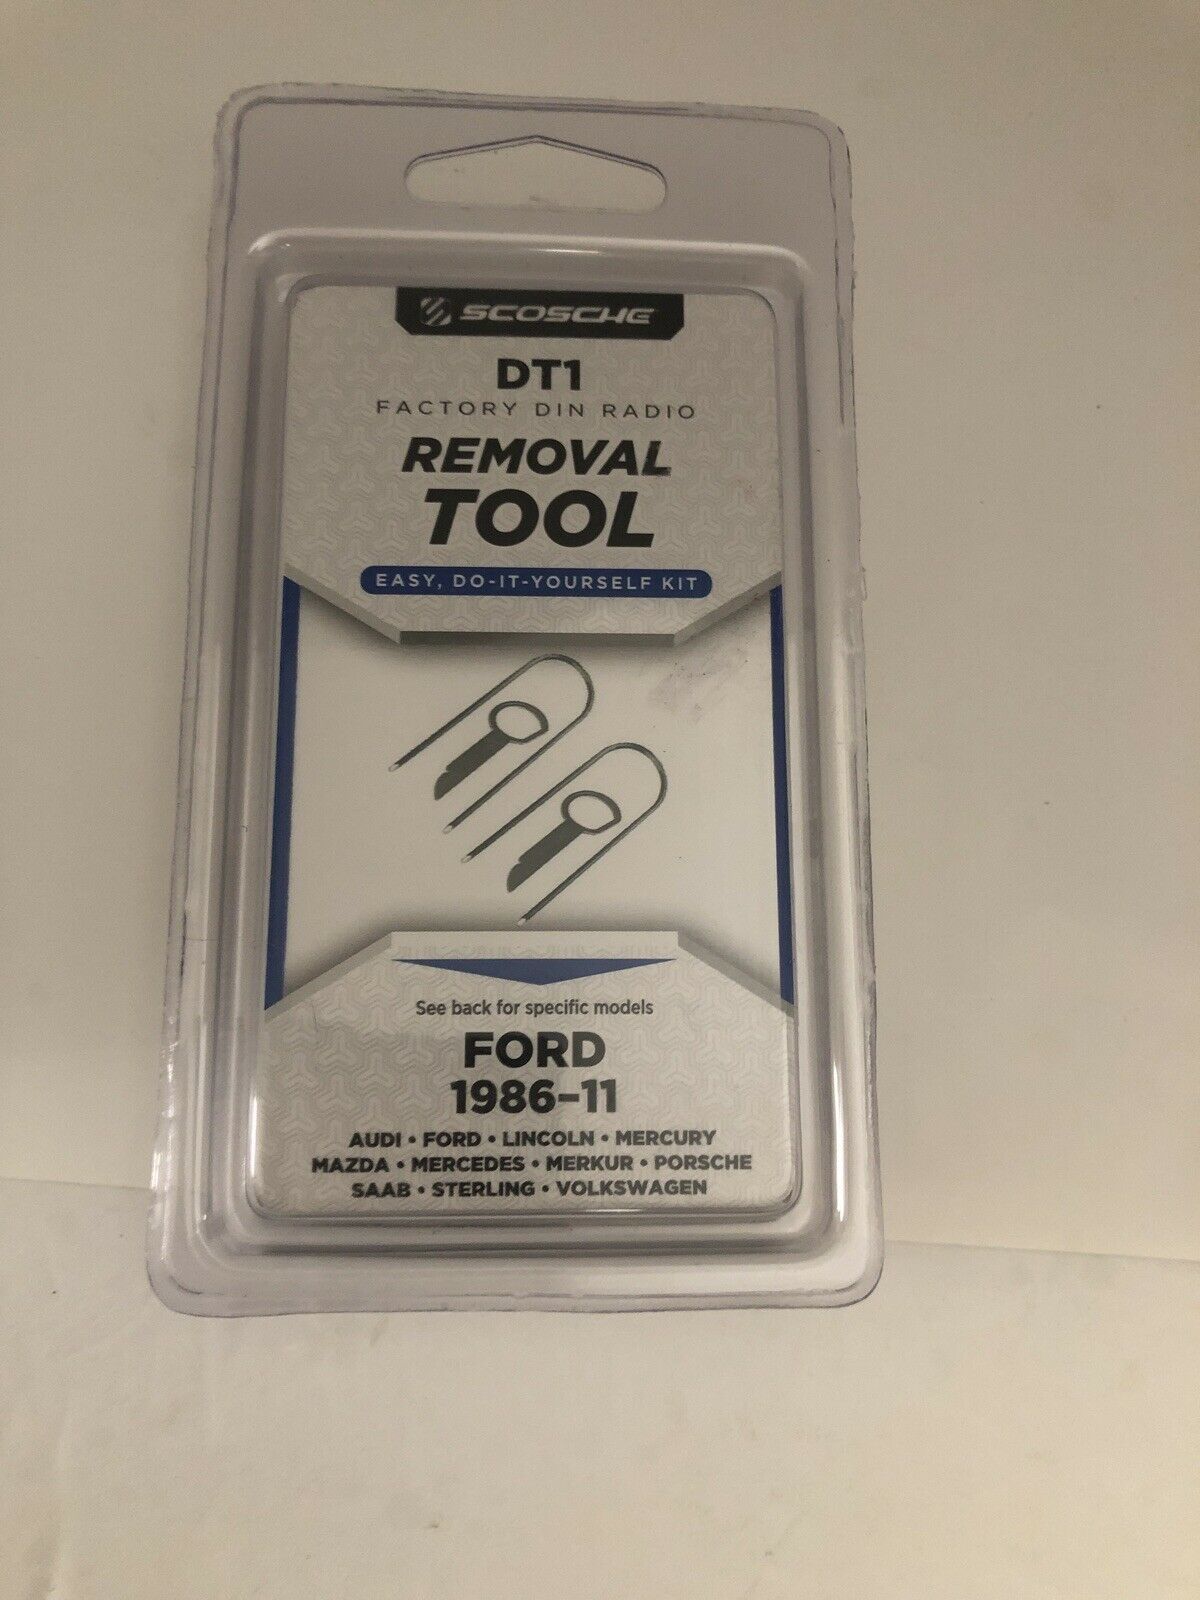 SCOSCHE
DT1
FACTORY DIN RADIO
REMOVAL
TOOL
EASY, DO-IT-YOURSELF KIT
See back for specific models
FORD
1986-11
AUDI • FORD • LINCOLN • MERCURY
MAZDA • MERCEDES • MERKUR • PORSCHE
SAAB • STERLING • VOLKSWAGEN